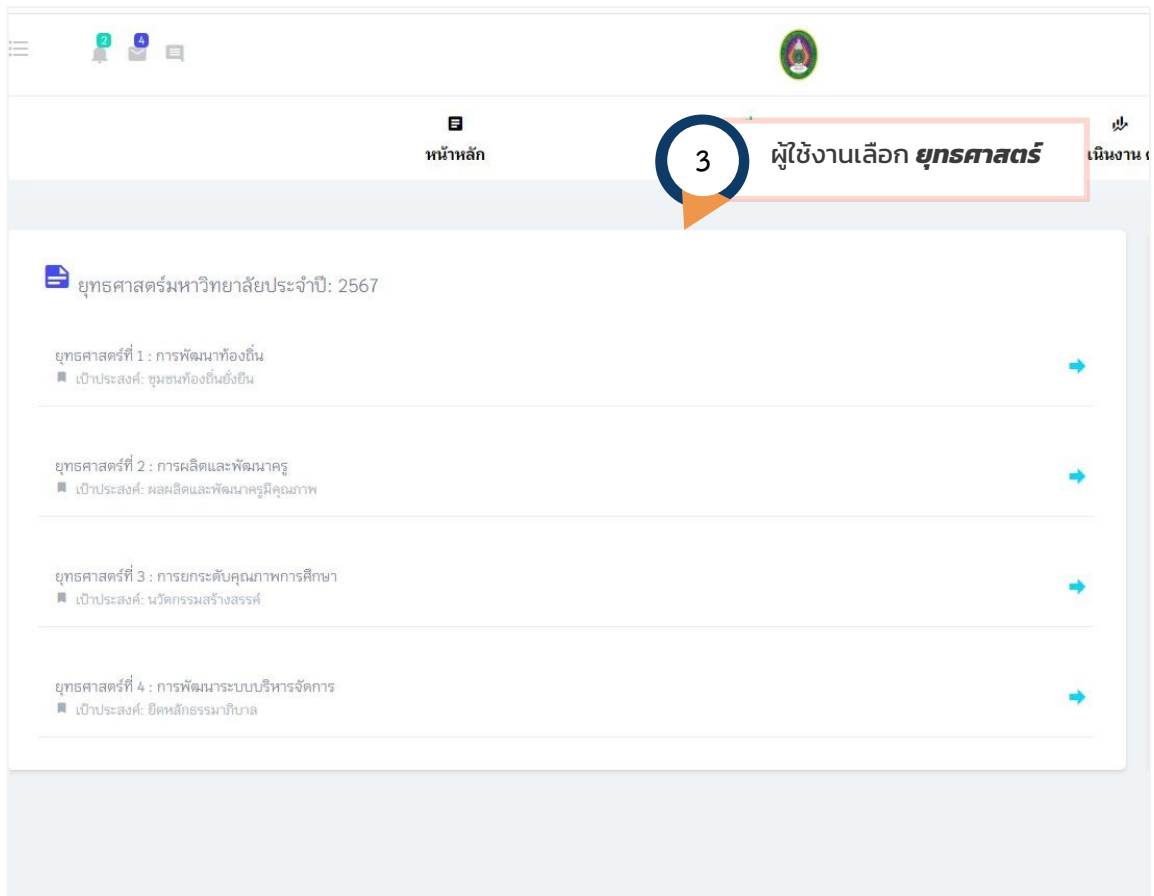 2 4
หน้าหลัก
3
ผู้ใช้งานเลือก ยุทธศาสตร์
เนินงาน
ยุทธศาสตร์มหาวิทยาลัยประจำปี: 2567
ยุทธศาสตร์ที่ 1 : การพัฒนาท้องถิ่น
เป้าประสงค์: ชุมชนท้องถิ่นยั่งยืน
ยุทธศาสตร์ที่ 2 : การผลิตและพัฒนาครู
เป้าประสงค์: ผลผลิตและพัฒนาครูมีคุณภาพ
ยุทธศาสตร์ที่ 3 : การยกระดับคุณภาพการศึกษา
เป้าประสงค์: นวัตกรรมสร้างสรรค์
ยุทธศาสตร์ที่ 4 : การพัฒนาระบบบริหารจัดการ
เป้าประสงค์: ยึดหลักธรรมาภิบาล